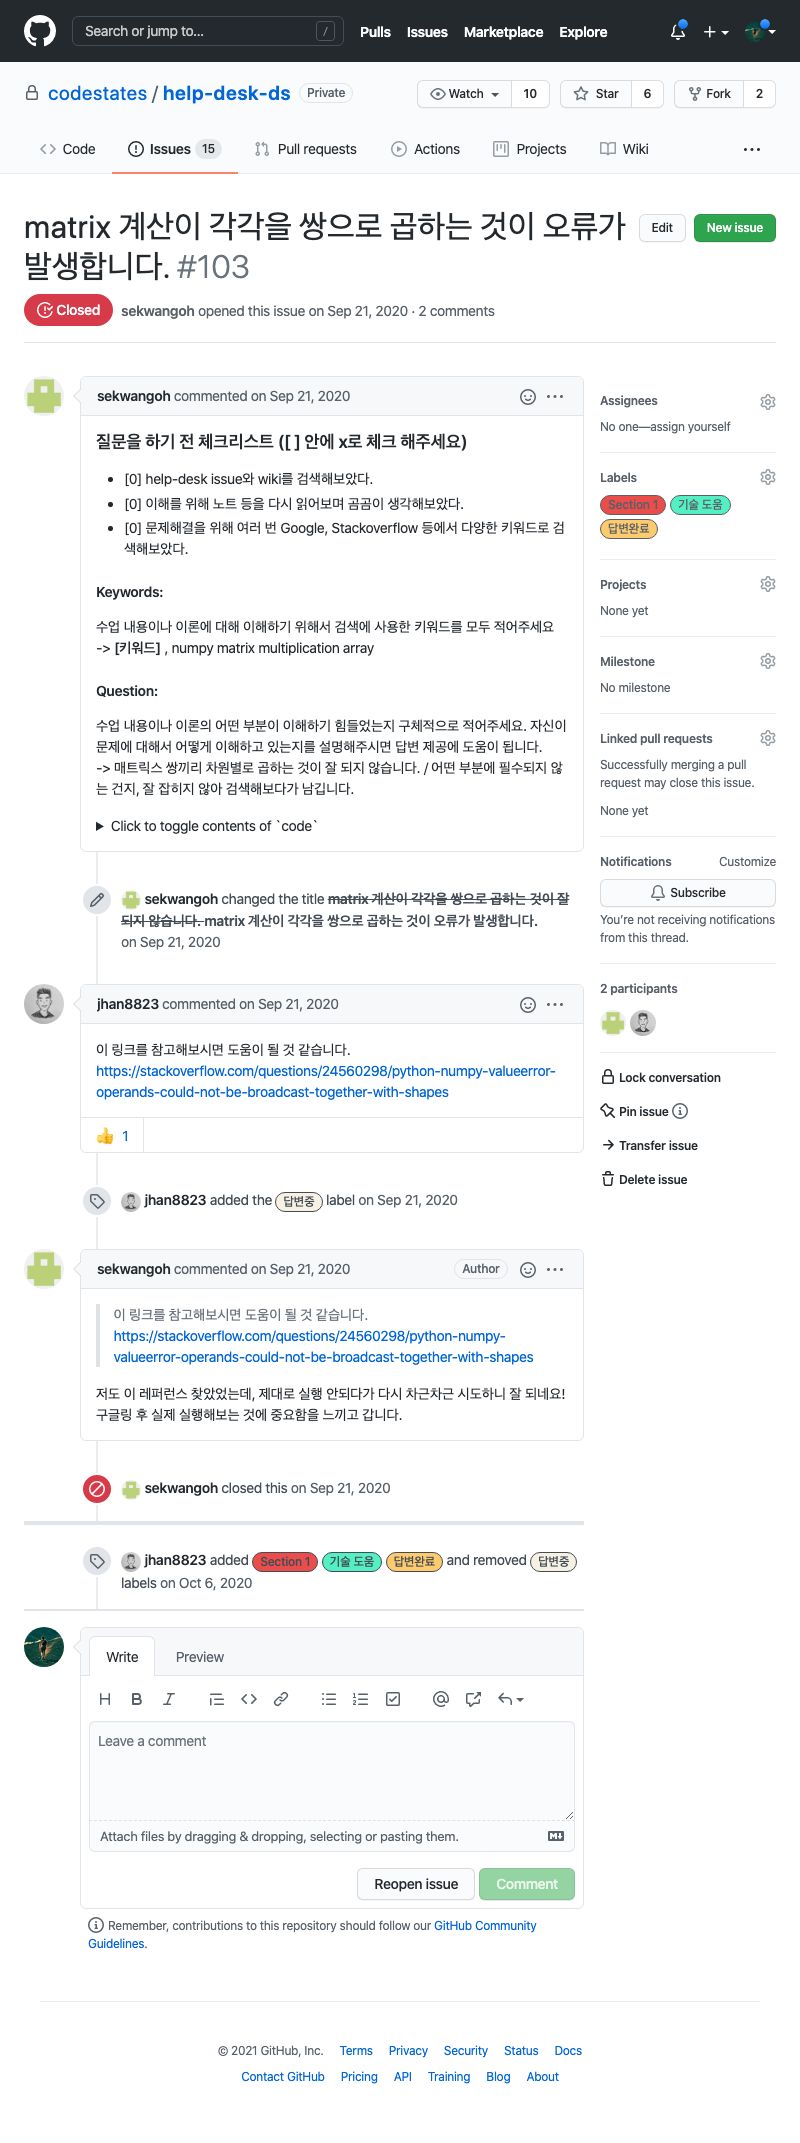 Search or jump to...
/
Pulls
Issues
Marketplace
Explore
codestates / help-desk-ds
Private
Watch
10
Star
6
Fork
2
Code
Issues 15
Pull requests
Actions
Projects
Wiki
matrix 계산이 각각을 쌍으로 곱하는 것이 오류가
발생합니다. #103
Edit
New issue
Closed
sekwangoh opened this issue on Sep 21, 2020 · 2 comments
sekwangoh commented on Sep 21, 2020
질문을 하기 전 체크리스트 ([ ] 안에 x로 체크 해주세요)
[0] help-desk issue와 wiki를 검색해보았다.
[0] 이해를 위해 노트 등을 다시 읽어보며 곰곰이 생각해보았다.
[0] 문제해결을 위해 여러 번 Google, Stackoverflow 등에서 다양한 키워드로 검
색해보았다.
Keywords:
수업 내용이나 이론에 대해 이해하기 위해서 검색에 사용한 키워드를 모두 적어주세요
-> [키워드] , numpy matrix multiplication array
Question:
수업 내용이나 이론의 어떤 부분이 이해하기 힘들었는지 구체적으로 적어주세요. 자신이
문제에 대해서 어떻게 이해하고 있는지를 설명해주시면 답변 제공에 도움이 됩니다.
-> 매트릭스 쌍끼리 차원별로 곱하는 것이 잘 되지 않습니다. / 어떤 부분에 필수되지 않
는 건지, 잘 잡히지 않아 검색해보다가 남깁니다.
Click to toggle contents of `code`
sekwangoh changed the title matrix 계산이 각각을 쌍으로 곱하는 것이 잘
되지 않습니다. matrix 계산이 각각을 쌍으로 곱하는 것이 오류가 발생합니다.
on Sep 21, 2020
jhan8823 commented on Sep 21, 2020
이 링크를 참고해보시면 도움이 될 것 같습니다.
https://stackoverflow.com/questions/24560298/python-numpy-valueerror-
operands-could-not-be-broadcast-together-with-shapes
1
jhan8823 added the 답변중 label on Sep 21, 2020
sekwangoh commented on Sep 21, 2020
Author
이 링크를 참고해보시면 도움이 될 것 같습니다.
https://stackoverflow.com/questions/24560298/python-numpy-
valueerror-operands-could-not-be-broadcast-together-with-shapes
저도 이 레퍼런스 찾았었는데, 제대로 실행 안되다가 다시 차근차근 시도하니 잘 되네요!
구글링 후 실제 실행해보는 것에 중요함을 느끼고 갑니다.
sekwangoh closed this on Sep 21, 2020
jhan8823 added Section 1 기술 도움 답변완료 and removed 답변중
labels on Oct 6, 2020
Write
Preview
Leave a comment
Attach files by dragging & dropping, selecting or pasting them.
Reopen issue
Comment
Remember, contributions to this repository should follow our GitHub Community
Guidelines.
Assignees
No one—assign yourself
Labels
Section 1
기술 도움
답변완료
Projects
None yet
Milestone
No milestone
Linked pull requests
Successfully merging a pull
request may close this issue.
None yet
Notifications
Customize
Subscribe
You're not receiving notifications
from this thread.
2 participants
Lock conversation
Pin issue
Transfer issue
Delete issue
© 2021 GitHub, Inc.
Terms
Privacy
Security
Status
Docs
Contact GitHub
Pricing
API
Training
Blog
About